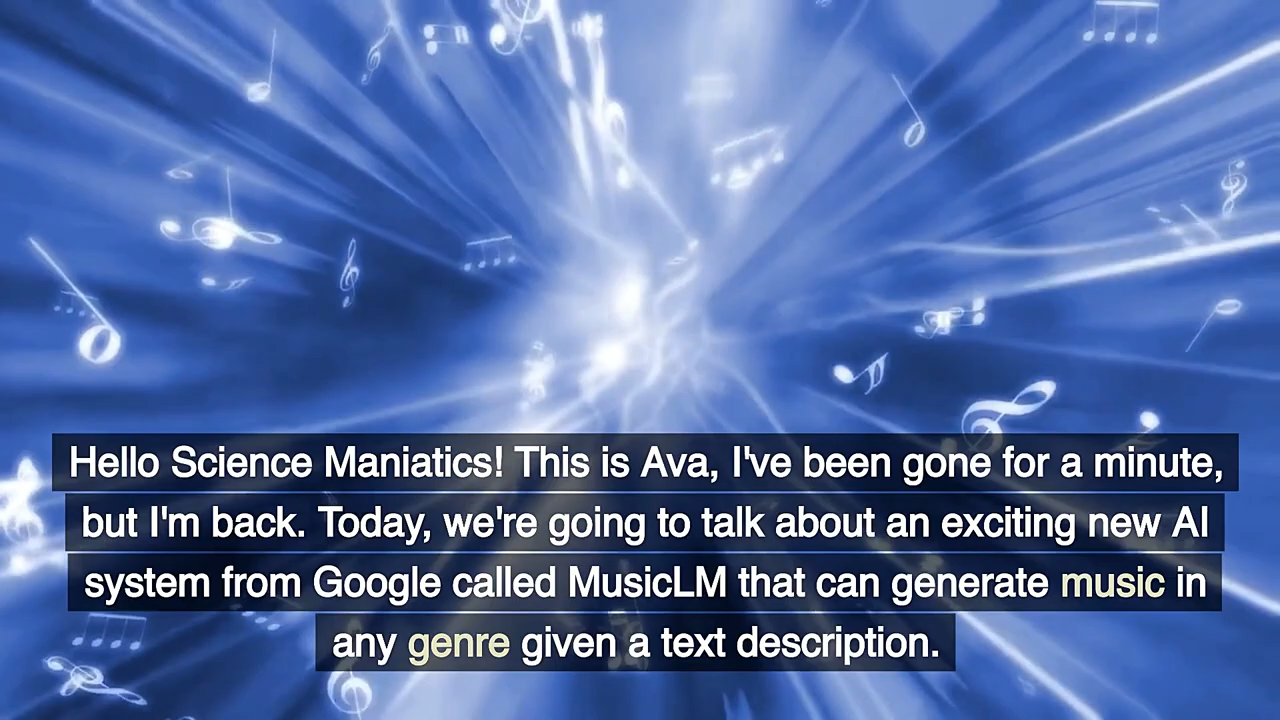 Hello Science Maniatics! This is Ava, I've been gone for a minute,
but I'm back. Today, we're going to talk about an exciting new AI
system from Google called MusicLM that can generate music in
any genre given a text description.